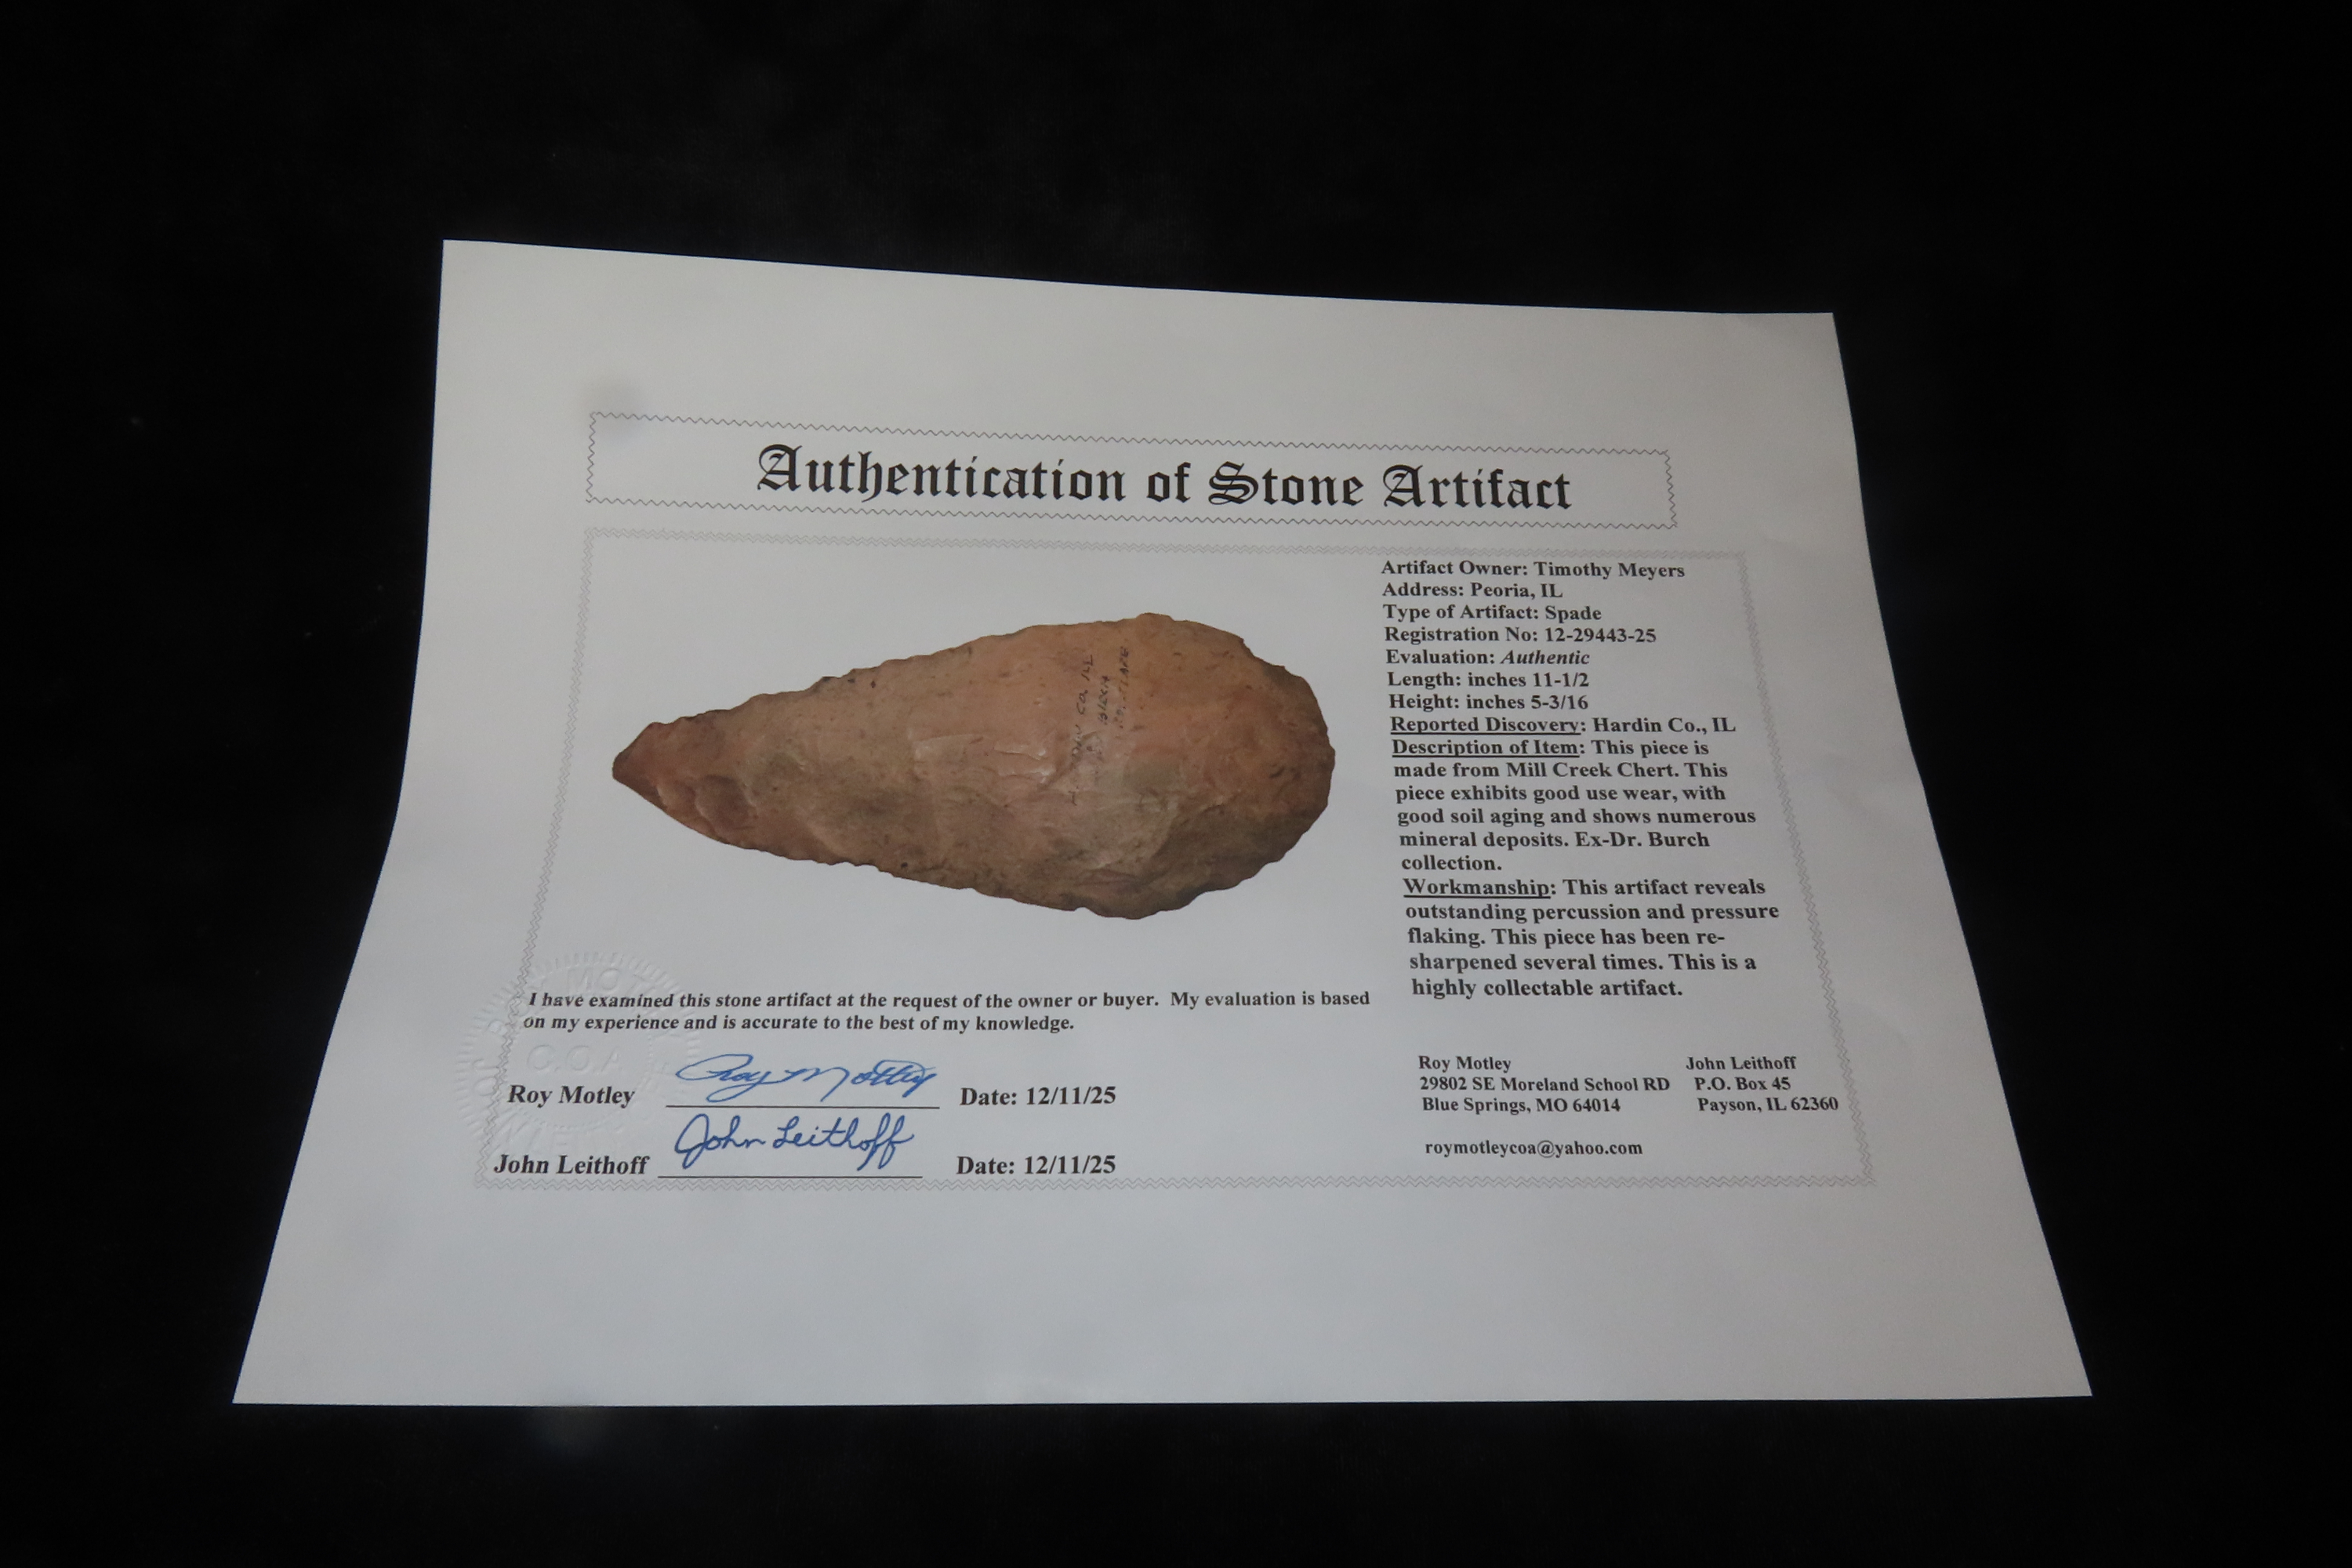 Authentication of Stone Artifact
Artifact Owner: Timothy Meyers
Address: Peoria, IL
Type of Artifact: Spade
Registration No: 12-29443-25
Evaluation: Authentic
Length: inches 11-1/2
Height: inches 5-3/16
Reported Discovery: Hardin Co., IL
Description of Item: This piece is
made from Mill Creek Chert. This
piece exhibits good use wear, with
good soil aging and shows numerous
mineral deposits. Ex-Dr. Burch
collection.
Workmanship: This artifact reveals
outstanding percussion and pressure
flaking. This piece has been re-
sharpened several times. This is a
highly collectable artifact.
CO. ILL
I have examined this stone artifact at the request of the owner or buyer. My evaluation is based
on my experience and is accurate to the best of my knowledge.
C.O.A
Roy Motley Roy Motley Date: 12/11/25
John Leithoff John Leithoff Date: 12/11/25
Roy Motley
29802 SE Moreland School RD
Blue Springs, MO 64014
roymotleycoa@yahoo.com
John Leithoff
P.O. Box 45
Payson, IL 62360